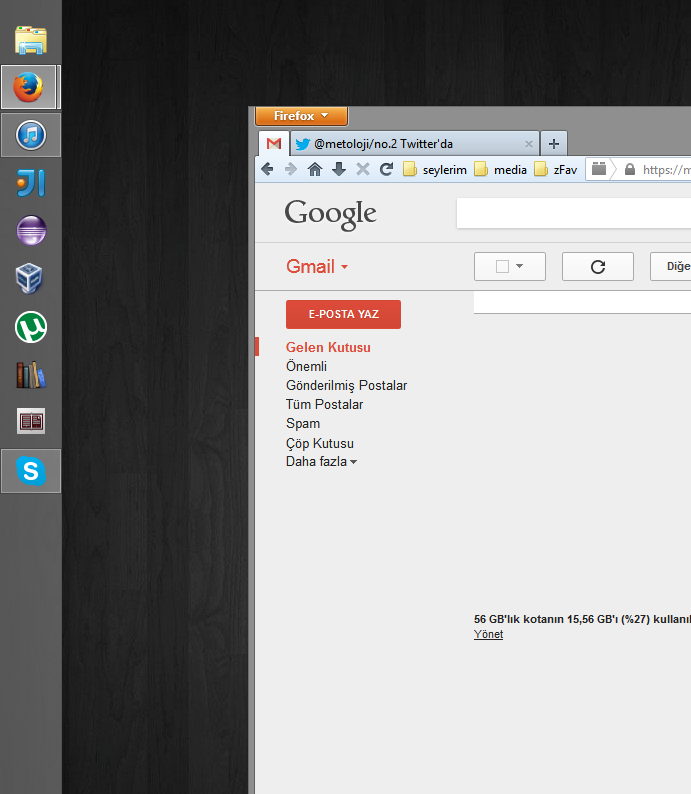 Firefox
@metoloji/no.2 Twitter'da
seylerim media zFav https://m
Google
Gmail
Diğe
E-POSTA YAZ
Gelen Kutusu
Önemli
Gönderilmiş Postalar
Tüm Postalar
Spam
Çöp Kutusu
Daha fazla
56 GB'lık kotanın 15,56 GB'ı (%27) kullanıl
Yönet